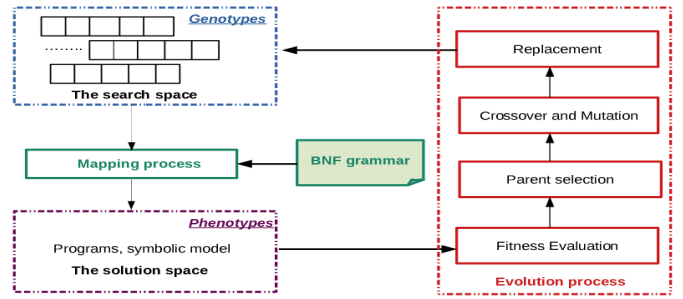 Genotypes
.........
The search space
Mapping process
BNF grammar
Phenotypes
Programs, symbolic model
The solution space
Replacement
Crossover and Mutation
Parent selection
Fitness Evaluation
Evolution process